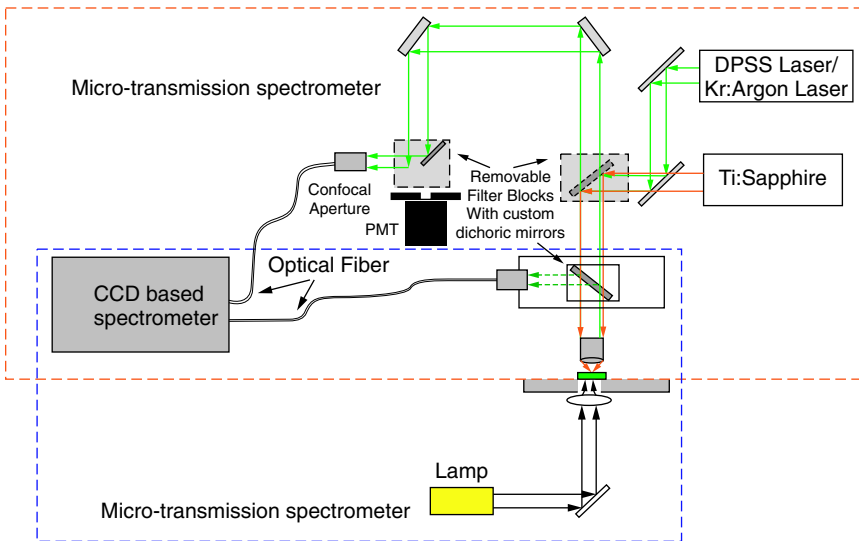 Micro-transmission spectrometer
DPSS Laser/
Kr:Argon Laser
Ti:Sapphire
Confocal
Aperture
Removable
Filter Blocks
With custom
dichoric mirrors
PMT
Optical Fiber
CCD based
spectrometer
Lamp
Micro-transmission spectrometer